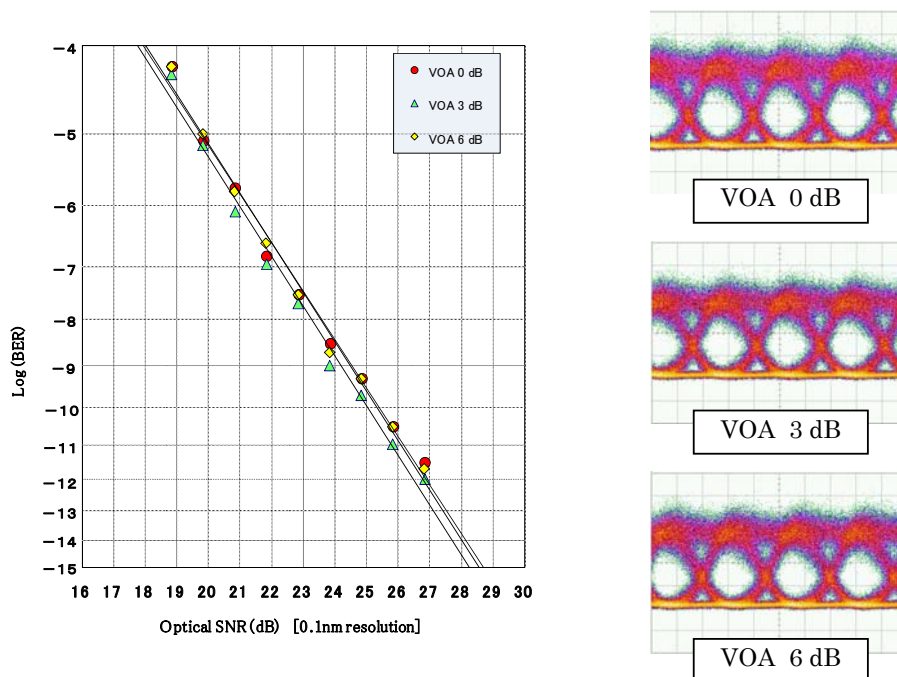 −4
−5
−6
−7
−8
−9
−10
−11
−12
−13
−14
−15
Log(BER)
16 17 18 19 20 21 22 23 24 25 26 27 28 29 30
Optical SNR(dB) [0.1nm resolution]
VOA 0 dB
VOA 3 dB
VOA 6 dB
VOA 0 dB
VOA 3 dB
VOA 6 dB